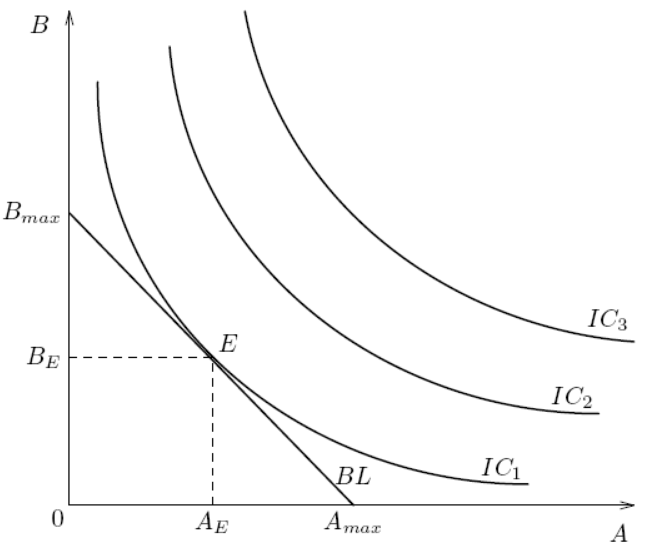 B
B_max
IC_3
E
B_E
IC_2
BL
IC_1
0
A_E
A_max
A